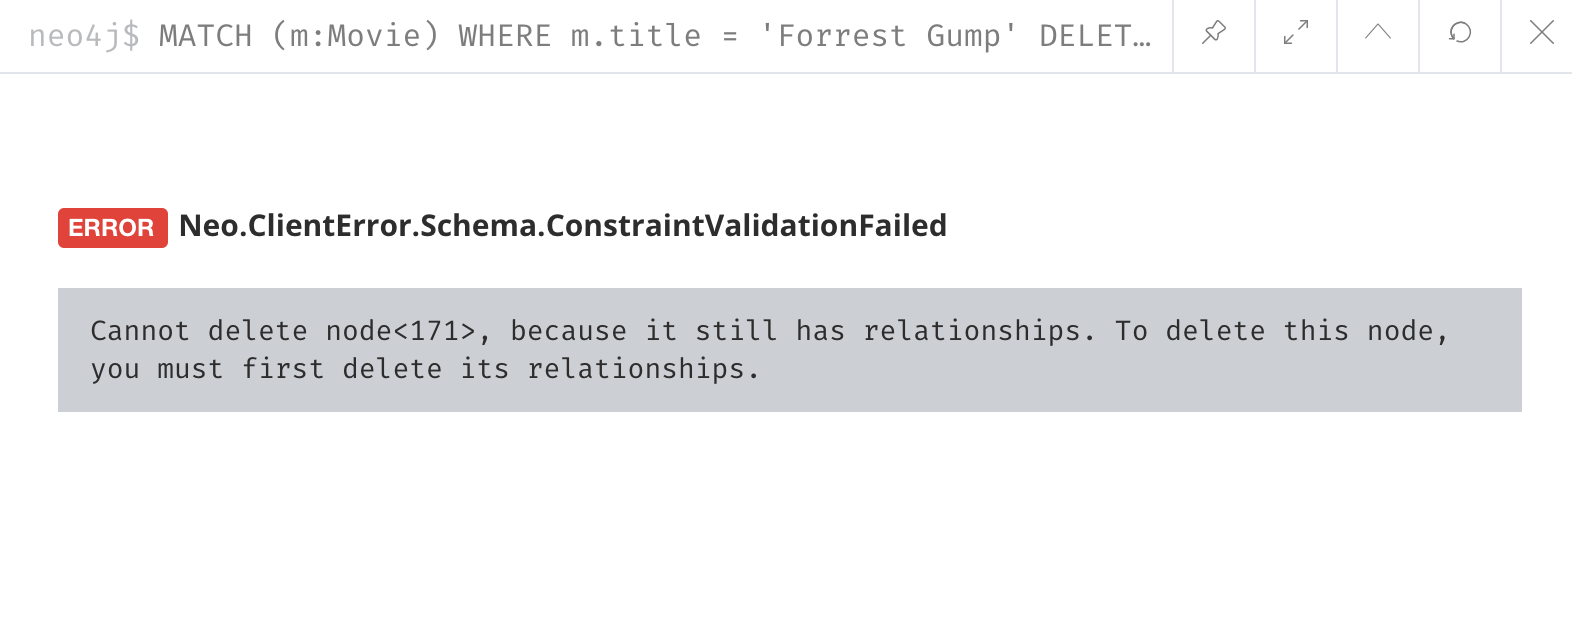 neo4j$ MATCH (m:Movie) WHERE m.title = 'Forrest Gump' DELET…
ERROR Neo.ClientError.Schema.ConstraintValidationFailed
Cannot delete node<171>, because it still has relationships. To delete this node,
you must first delete its relationships.